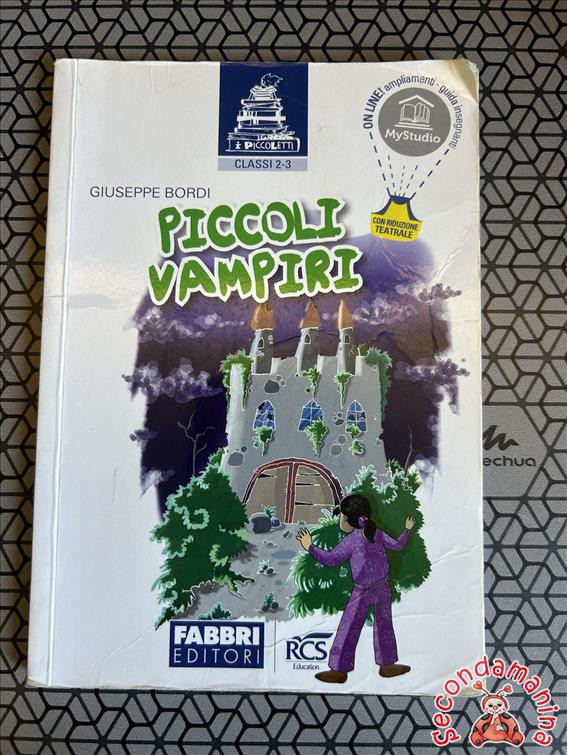 I PICCOLETTI
CLASSI 2-3
ON LINE! ampliamenti - guida insegnanti
MyStudio
CON RIDUZIONE
TEATRALE
GIUSEPPE BORDI
PICCOLI
VAMPIRI
echua
FABBRI
EDITORI
RCS
Education
Secondamanina